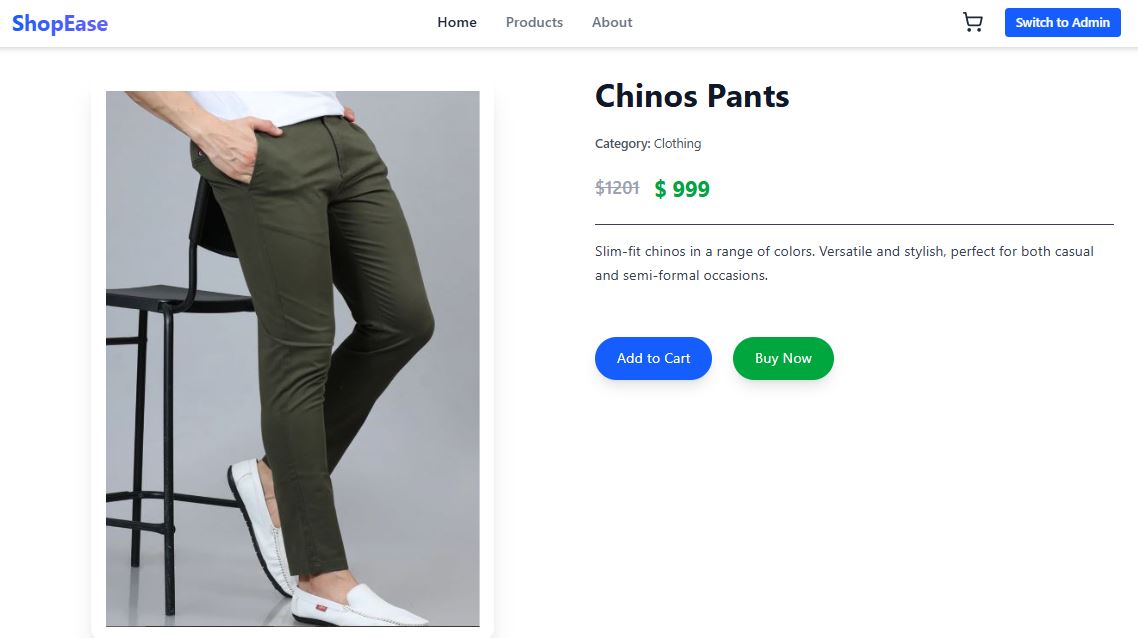 ShopEase
Home
Products
About
Switch to Admin
Chinos Pants
Category: Clothing
$1201 $ 999
Slim-fit chinos in a range of colors. Versatile and stylish, perfect for both casual
and semi-formal occasions.
Add to Cart
Buy Now